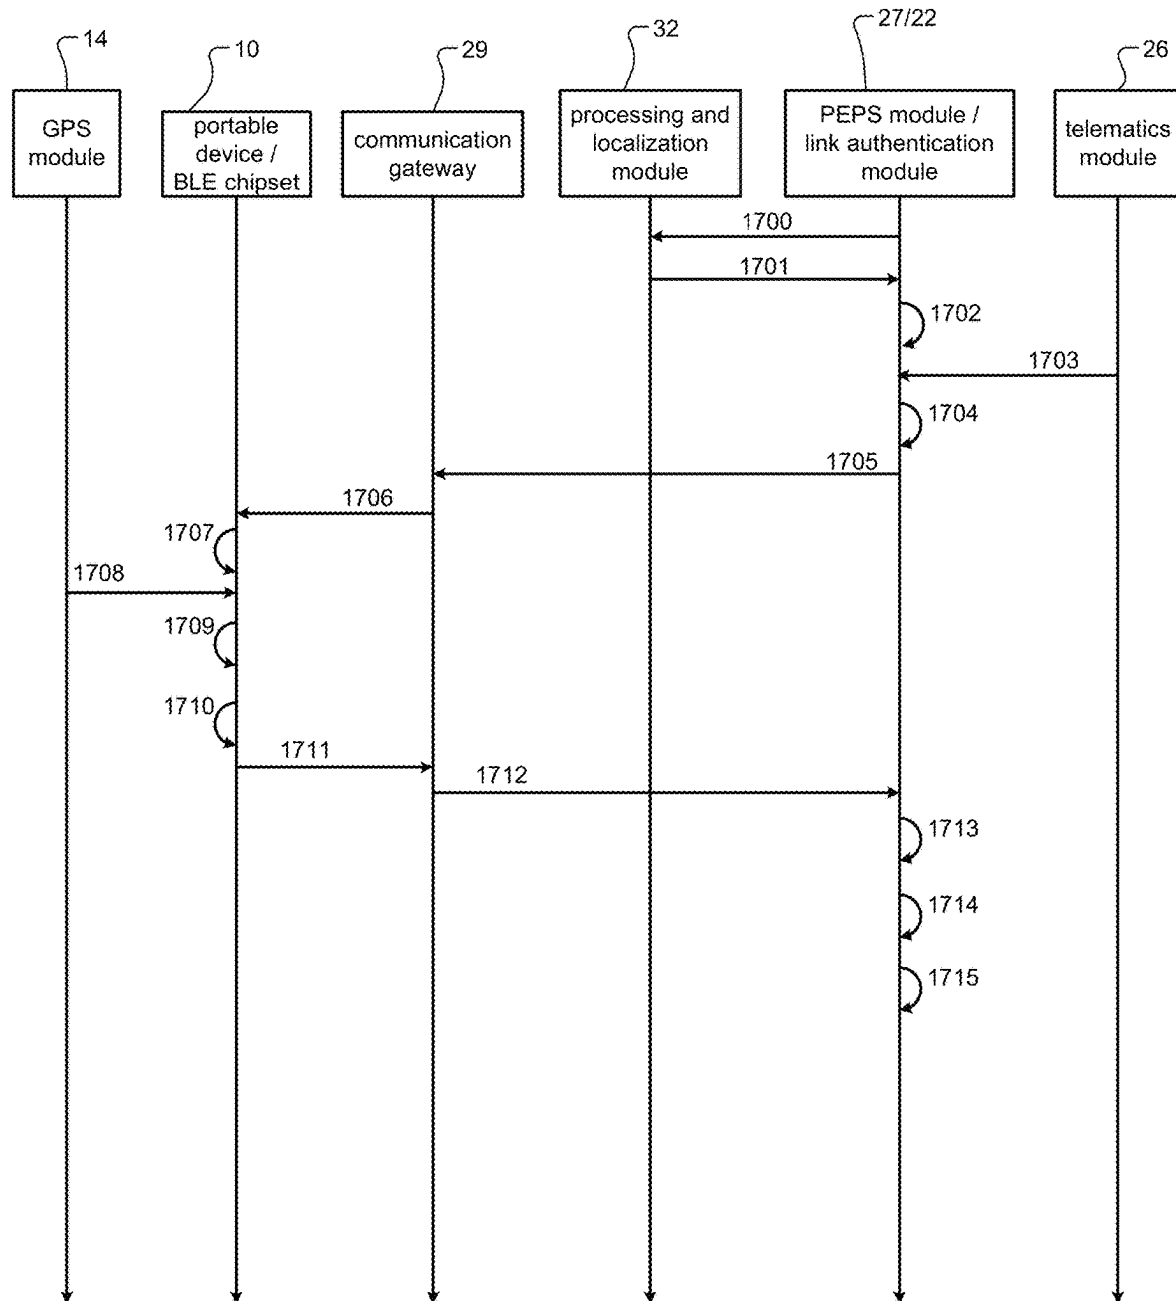 14
10
29
32
27/22
26
GPS
module
portable
device /
BLE chipset
communication
gateway
processing and
localization
module
PEPS module /
link authentication
module
telematics
module
1700
1701
1702
1703
1704
1705
1706
1707
1708
1709
1710
1711
1712
1713
1714
1715